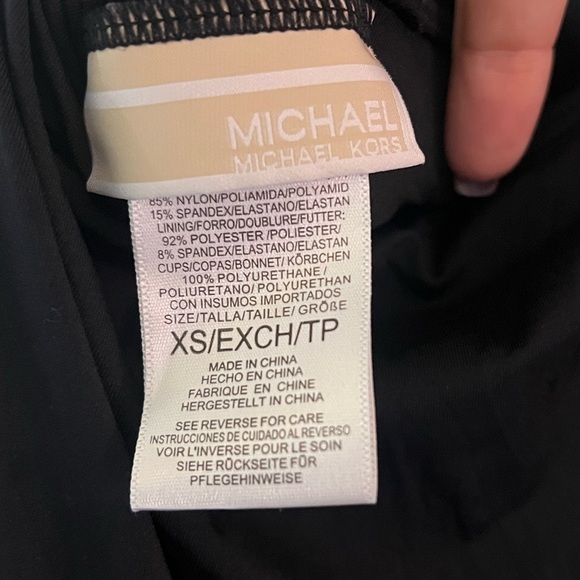 MICHAEL
MICHAEL KORS
85% NYLON/POLIAMIDA/POLYAMID
15% SPANDEX/ELASTANO/ELASTAN
LINING/FORRO/DOUBLURE/FUTTER:
92% POLYESTER /POLIESTER/
8% SPANDEX/ELASTANO/ELASTAN
CUPS/COPAS/BONNET/ KÖRBCHEN
100% POLYURETHANE /
POLIURETANO/ POLYURETHAN
CON INSUMOS IMPORTADOS
SIZE/TALLA/TAILLE/ GRÖßE
XS/EXCH/TP
MADE IN CHINA
HECHO EN CHINA
FABRIQUE EN CHINE
HERGESTELLT IN CHINA
SEE REVERSE FOR CARE
INSTRUCCIONES DE CUIDADO AL REVERSO
VOIR L'INVERSE POUR LE SOIN
SIEHE RÜCKSEITE FÜR
PFLEGEHINWEISE